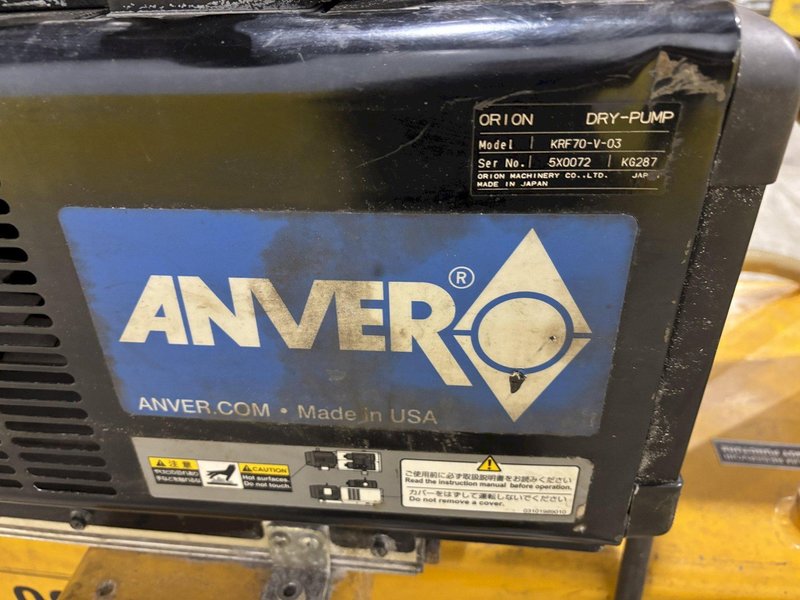 ORION DRY-PUMP
Model KRF70-V-03
Ser No. 5X0072 KG287
ORION MACHINERY CO.,LTD. JAP
MADE IN JAPAN
ANVER®
ANVER.COM • Made in USA
注意
CAUTION
Hot surfaces.
Do not touch.
ご使用前に必ず取扱説明書をお読みください
Read the instruction manual before operation.
カバーをはずして運転しないでください
Do not remove a cover.
03101989010